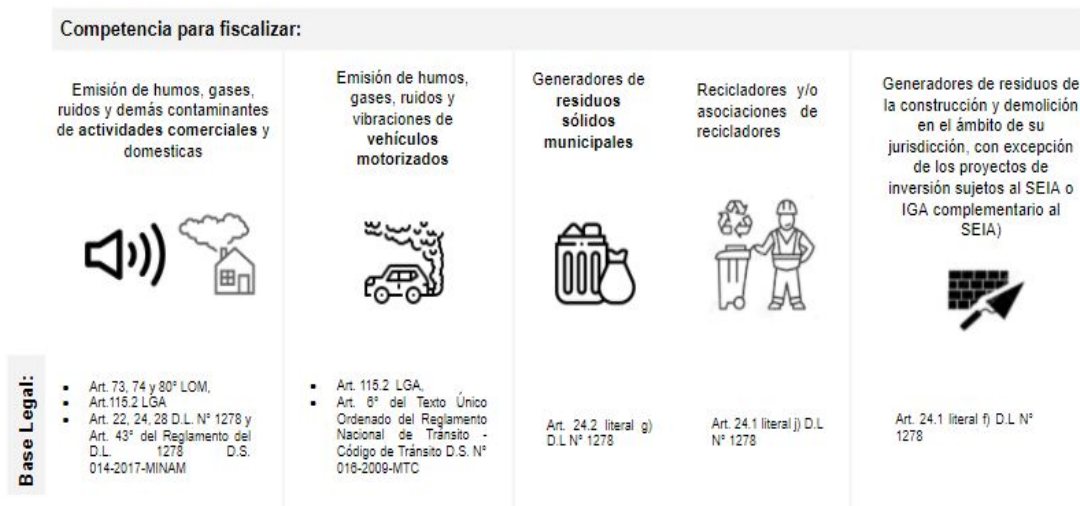 Competencia para fiscalizar:
Emisión de humos, gases,
ruidos y demás contaminantes
de actividades comerciales y
domesticas
Emisión de humos,
gases, ruidos y
vibraciones de
vehículos
motorizados
Generadores de
residuos
sólidos
municipales
Recicladores y/o
asociaciones de
recicladores
Generadores de residuos de
la construcción y demolición
en el ámbito de su
jurisdicción, con excepción
de los proyectos de
inversión sujetos al SEIA o
IGA complementario al
SEIA)
Base Legal:
▪ Art. 73, 74 y 80° LOM,
▪ Art.115.2 LGA
▪ Art. 22, 24, 28 D.L. N° 1278 y
Art. 43° del Reglamento del
D.L. 1278 D.S.
014-2017-MINAM
▪ Art. 115.2 LGA,
▪ Art. 6° del Texto Único
Ordenado del Reglamento
Nacional de Tránsito -
Código de Tránsito D.S. N°
016-2009-MTC
Art. 24.2 literal g)
D.L N° 1278
Art. 24.1 literal j) D.L
N° 1278
Art. 24.1 literal f) D.L N°
1278